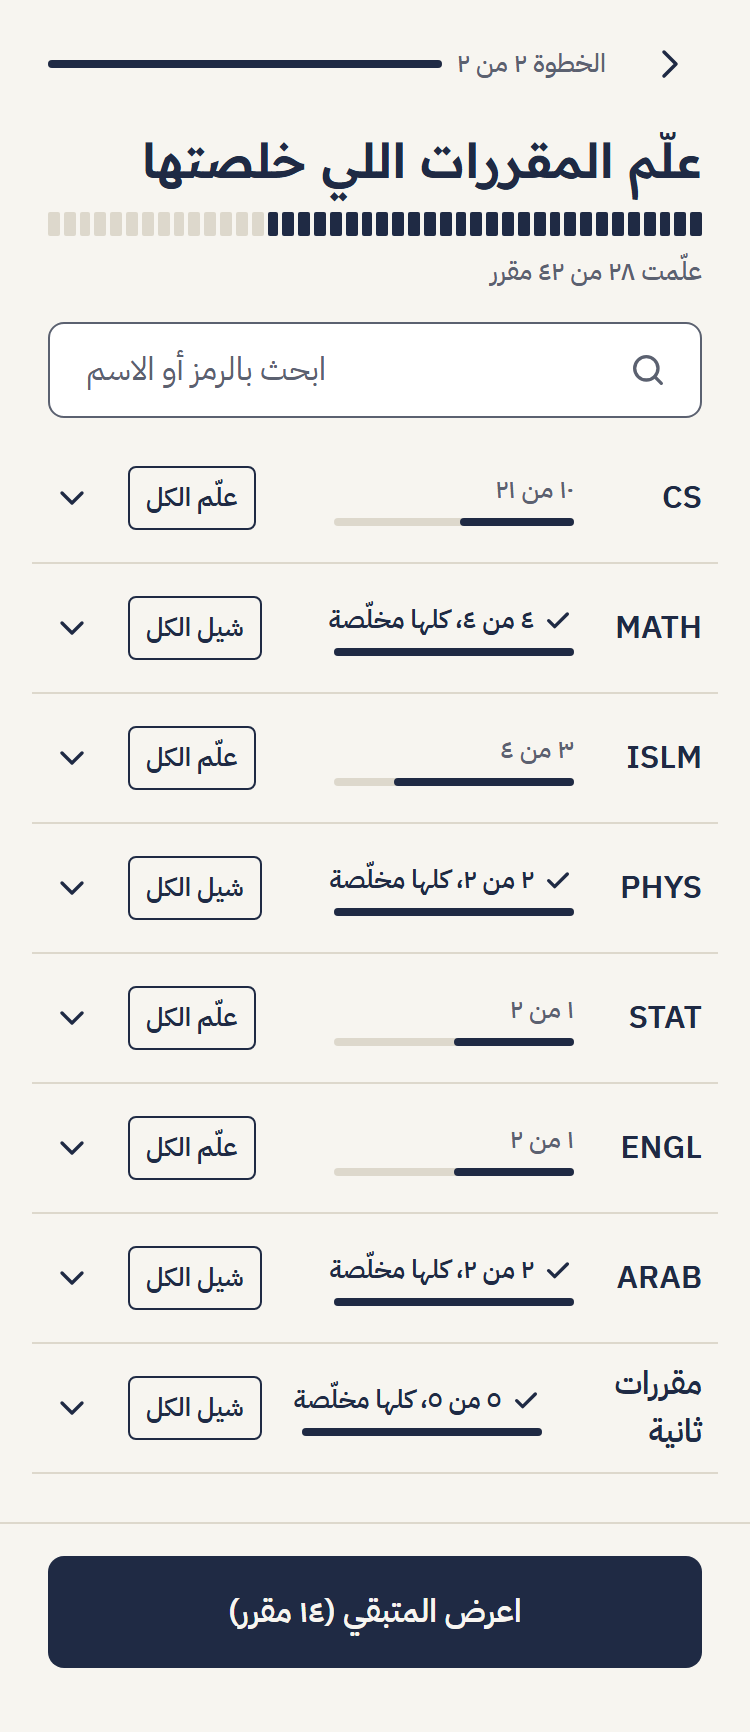 الخطوة ٢ من ٢
علّم المقررات اللي خلصتها
علّمت ٢٨ من ٤٢ مقرر
ابحث بالرمز أو الاسم
CS
١٠ من ٢١
علّم الكل
MATH
٤ من ٤، كلها مخلّصة
شيل الكل
ISLM
٣ من ٤
علّم الكل
PHYS
٢ من ٢، كلها مخلّصة
شيل الكل
STAT
١ من ٢
علّم الكل
ENGL
١ من ٢
علّم الكل
ARAB
٢ من ٢، كلها مخلّصة
شيل الكل
مقررات
ثانية
٥ من ٥، كلها مخلّصة
شيل الكل
اعرض المتبقي (١٤ مقرر)